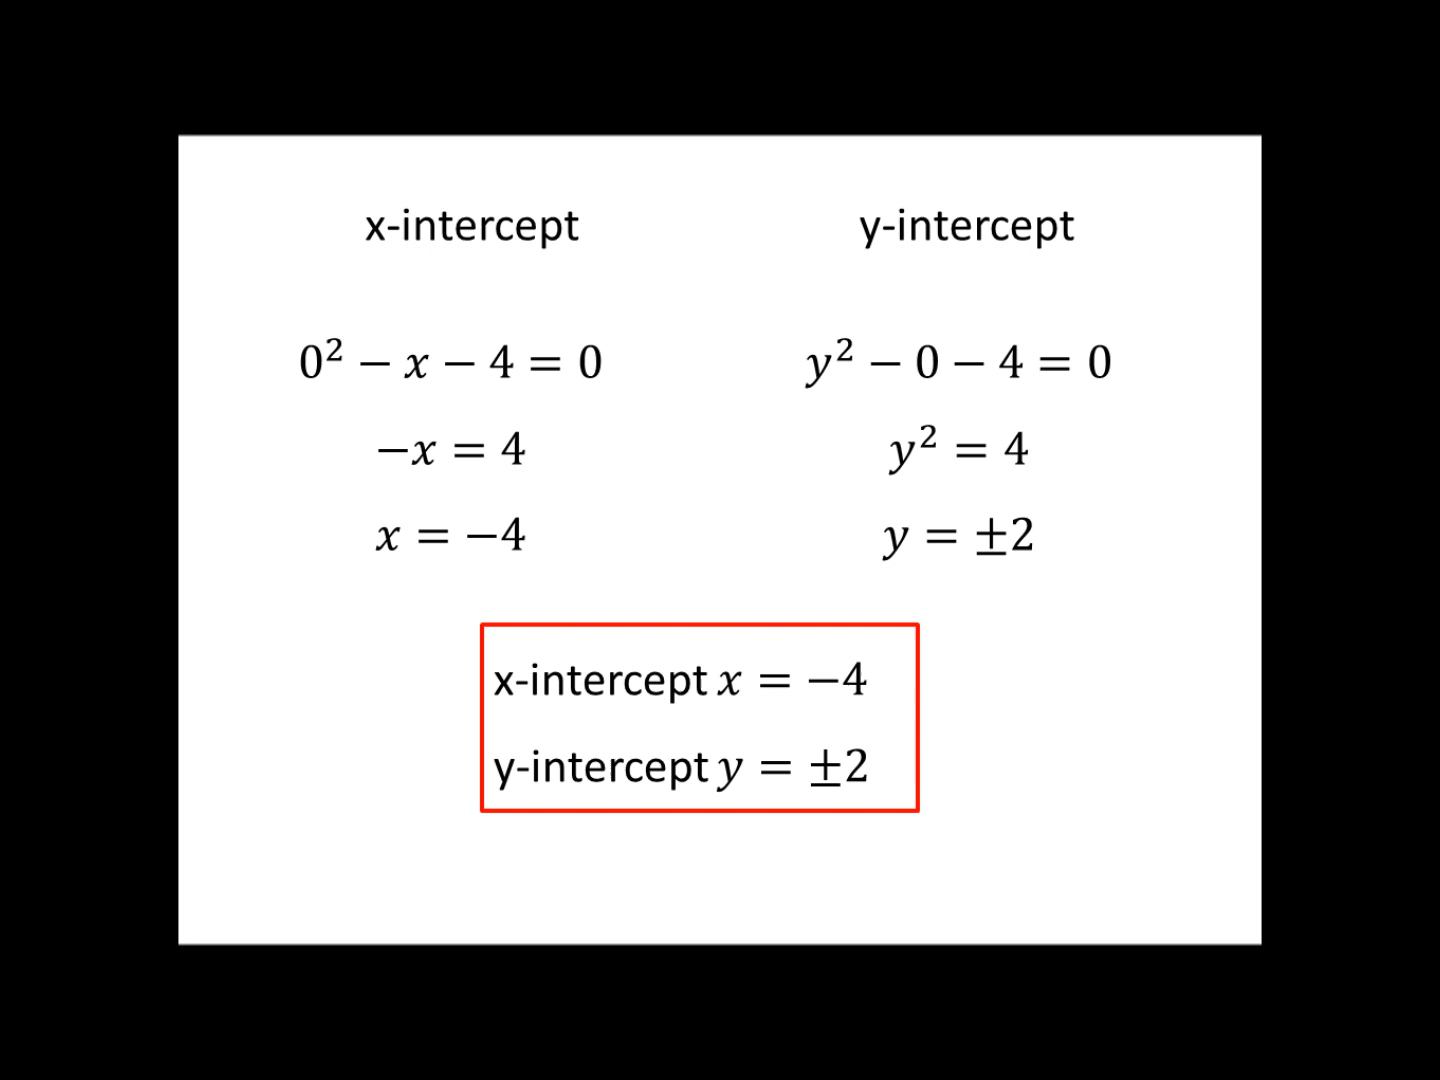 x-intercept
y-intercept
0² − x − 4 = 0
y² − 0 − 4 = 0
−x = 4
y² = 4
x = −4
y = ±2
x-intercept x = −4
y-intercept y = ±2